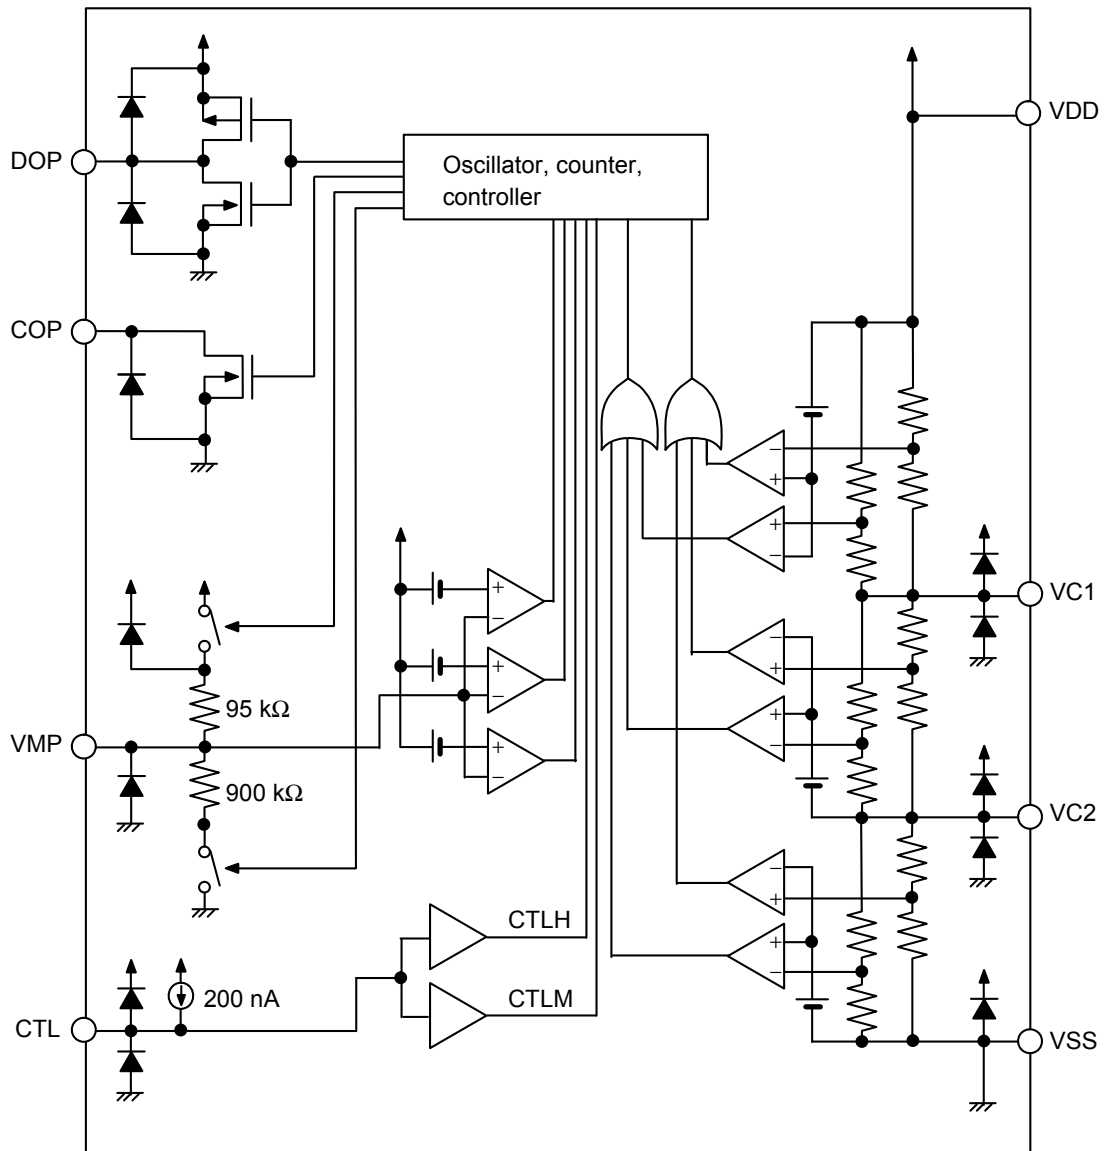 VDD
DOP
Oscillator, counter,
controller
COP
VC1
95 kΩ
VMP
900 kΩ
VC2
CTLH
200 nA
CTLM
CTL
VSS
+
−
+
−
+
−
−
+
+
−
−
+
+
−
−
+
+
−